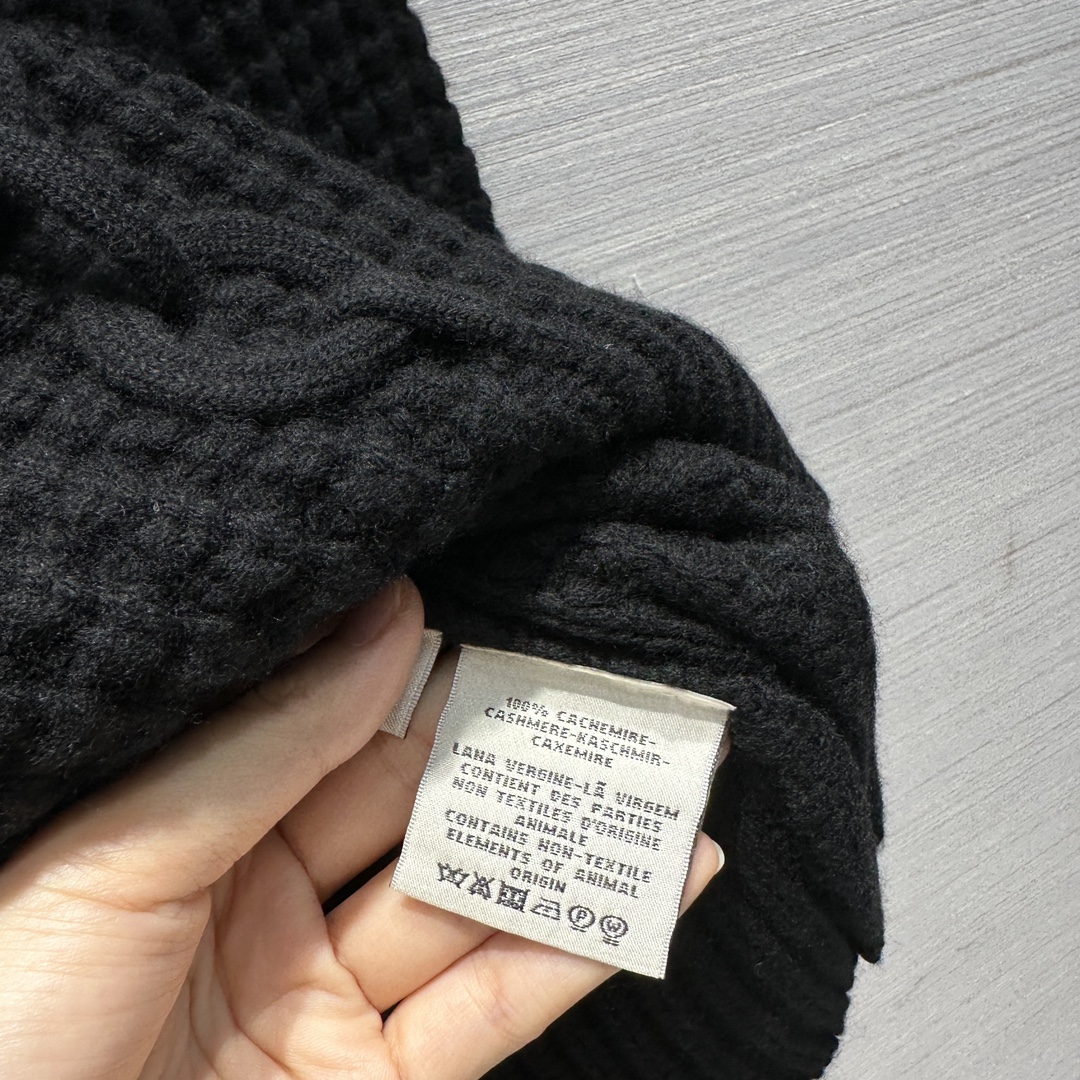 100% CACHEMIRE-
CASHMERE-KASCHMIR-
CAXEMIRE
LANA VERGINE-LÃ VIRGEM
CONTIENT DES PARTIES
NON TEXTILES D'ORIGINE
ANIMALE
CONTAINS NON-TEXTILE
ELEMENTS OF ANIMAL
ORIGIN
P W